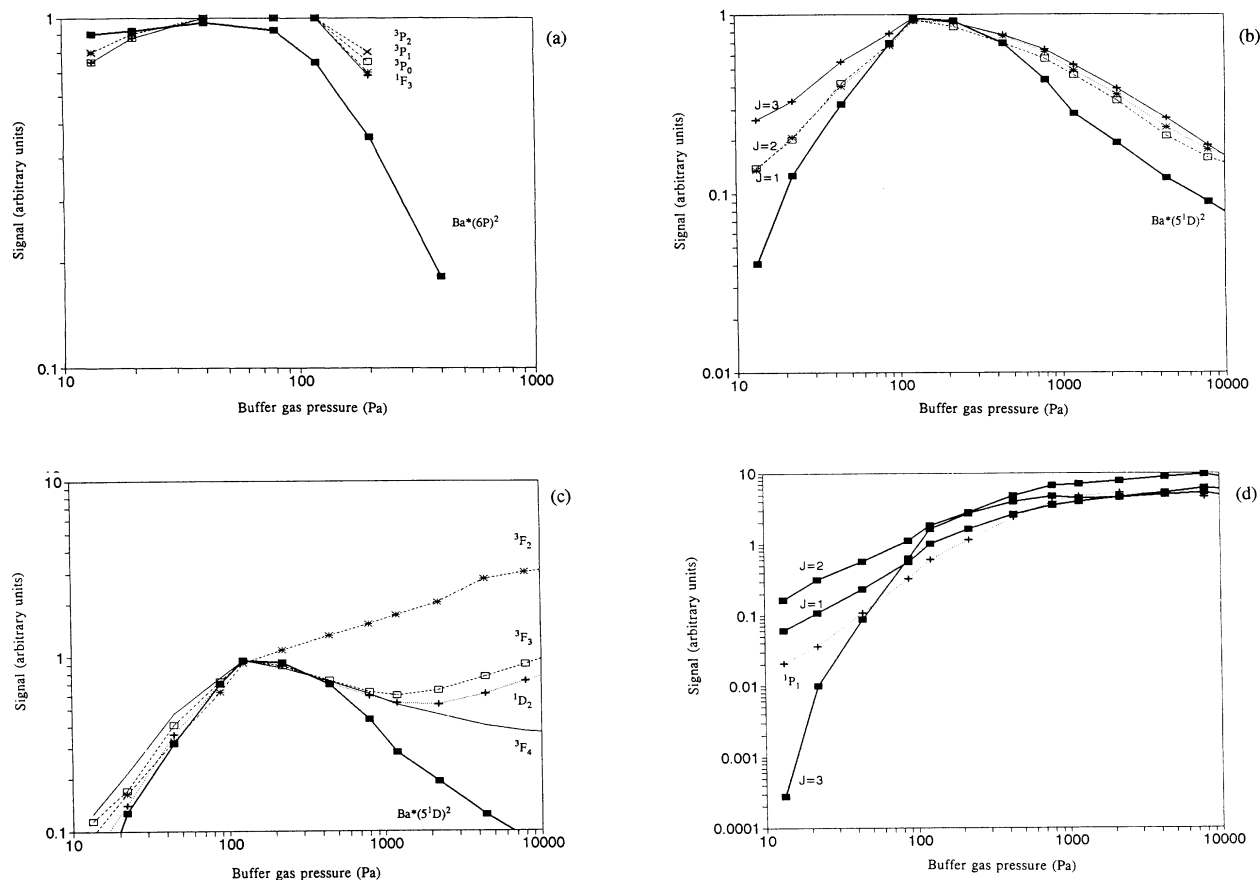 (a)
1
0.1
10
100
1000
Signal (arbitrary units)
Buffer gas pressure (Pa)
³P₂
³P₁
³P₀
¹F₃
Ba*(6P)²
(b)
1
0.1
0.01
10
100
1000
10000
Signal (arbitrary units)
Buffer gas pressure (Pa)
J=3
J=2
J=1
Ba*(5¹D)²
(c)
10
1
0.1
10
100
1000
10000
Signal (arbitrary units)
Buffer gas pressure (Pa)
³F₂
³F₃
¹D₂
³F₄
Ba*(5¹D)²
(d)
10
1
0.1
0.01
0.001
0.0001
10
100
1000
10000
Signal (arbitrary units)
Buffer gas pressure (Pa)
J=2
J=1
¹P₁
J=3